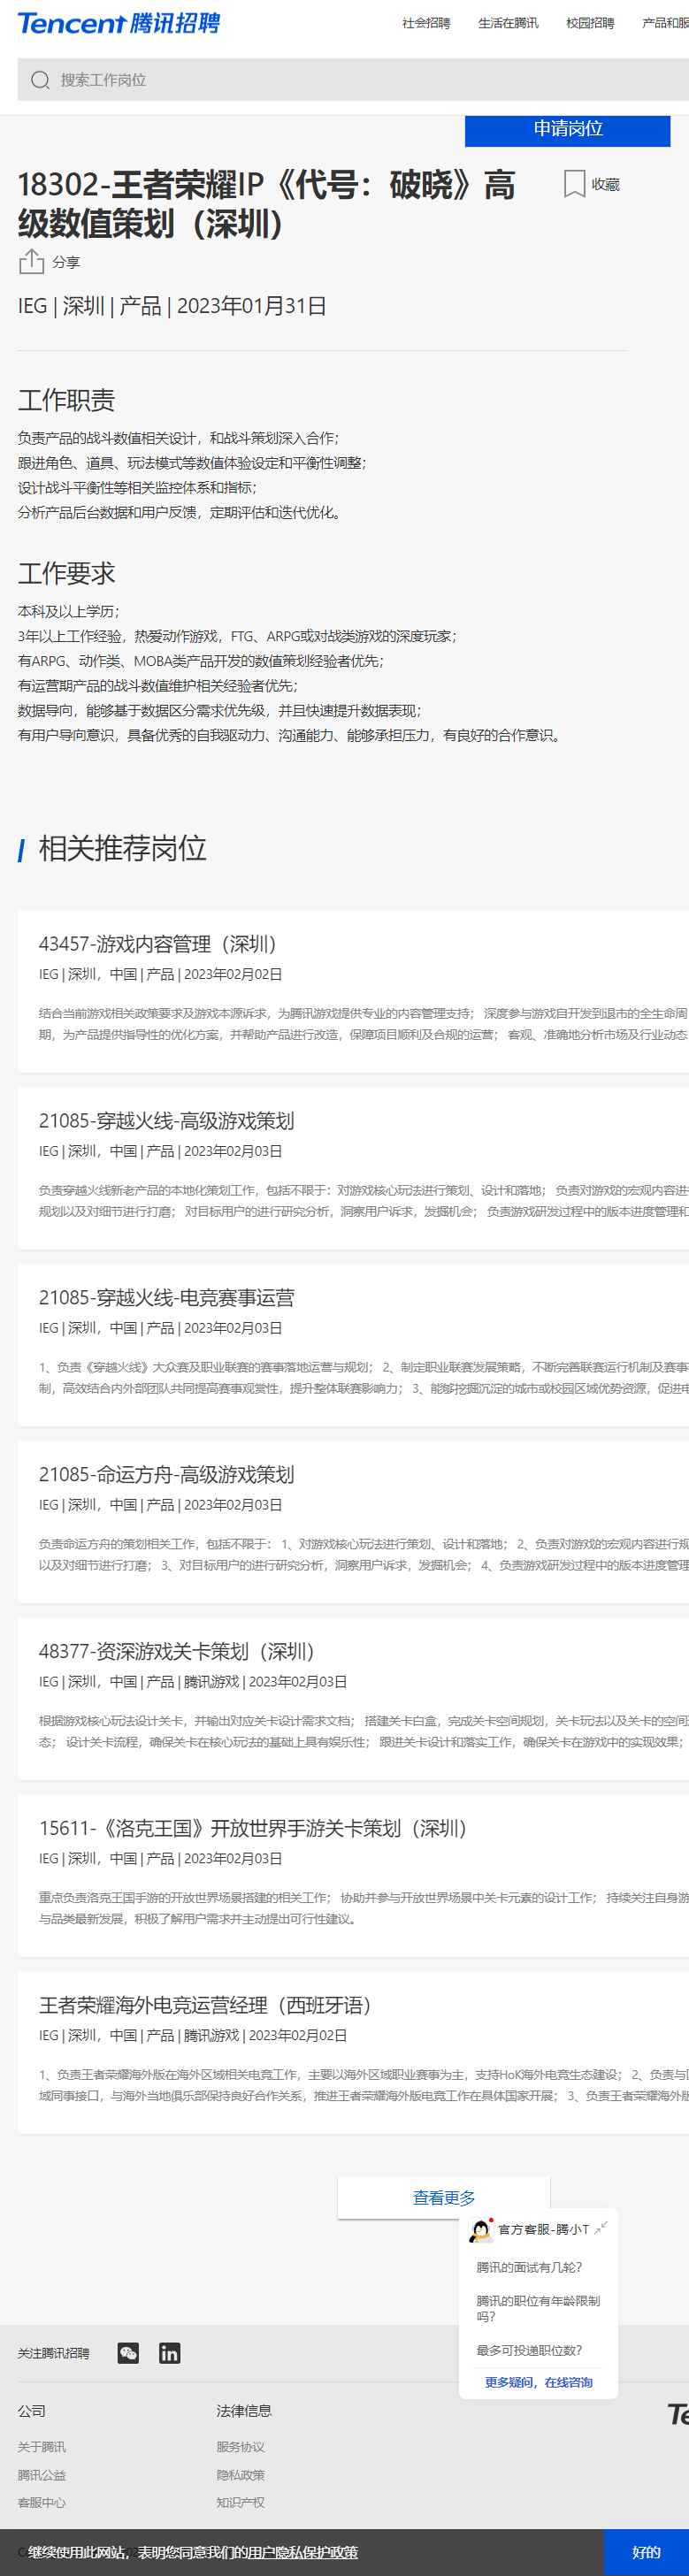 Tencent 腾讯招聘
社会招聘 生活在腾讯 校园招聘 产品和服
搜索工作岗位
申请岗位
18302-王者荣耀IP《代号：破晓》高
级数值策划（深圳）
收藏
分享
IEG | 深圳 | 产品 | 2023年01月31日
工作职责
负责产品的战斗数值相关设计，和战斗策划深入合作；
跟进角色、道具、玩法模式等数值体验设定和平衡性调整；
设计战斗平衡性等相关监控体系和指标；
分析产品后台数据和用户反馈，定期评估和迭代优化。
工作要求
本科及以上学历；
3年以上工作经验，热爱动作游戏，FTG、ARPG或对战类游戏的深度玩家；
有ARPG、动作类、MOBA类产品开发的数值策划经验者优先；
有运营期产品的战斗数值维护相关经验者优先；
数据导向，能够基于数据区分需求优先级，并且快速提升数据表现；
有用户导向意识，具备优秀的自我驱动力、沟通能力、能够承担压力，有良好的合作意识。
相关推荐岗位
43457-游戏内容管理（深圳）
IEG | 深圳，中国 | 产品 | 2023年02月02日
结合当前游戏相关政策要求及游戏本源诉求，为腾讯游戏提供专业的内容管理支持； 深度参与游戏自开发到退市的全生命周
期，为产品提供指导性的优化方案，并帮助产品进行改造，保障项目顺利及合规的运营； 客观、准确地分析市场及行业动态
21085-穿越火线-高级游戏策划
IEG | 深圳，中国 | 产品 | 2023年02月03日
负责穿越火线新老产品的本地化策划工作，包括不限于：对游戏核心玩法进行策划、设计和落地； 负责对游戏的宏观内容进
规划以及对细节进行打磨； 对目标用户的进行研究分析，洞察用户诉求，发掘机会； 负责游戏研发过程中的版本进度管理和
21085-穿越火线-电竞赛事运营
IEG | 深圳，中国 | 产品 | 2023年02月03日
1、负责《穿越火线》大众赛及职业联赛的赛事落地运营与规划； 2、制定职业联赛发展策略，不断完善联赛运行机制及赛事
制，高效结合内外部团队共同提高赛事观赏性，提升整体联赛影响力； 3、能够挖掘沉淀的城市或校园区域优势资源，促进电
21085-命运方舟-高级游戏策划
IEG | 深圳，中国 | 产品 | 2023年02月03日
负责命运方舟的策划相关工作，包括不限于： 1、对游戏核心玩法进行策划、设计和落地； 2、负责对游戏的宏观内容进行规
以及对细节进行打磨； 3、对目标用户的进行研究分析，洞察用户诉求，发掘机会； 4、负责游戏研发过程中的版本进度管理
48377-资深游戏关卡策划（深圳）
IEG | 深圳，中国 | 产品 | 腾讯游戏 | 2023年02月03日
根据游戏核心玩法设计关卡，并输出对应关卡设计需求文档； 搭建关卡白盒，完成关卡空间规划，关卡玩法以及关卡的空间
态； 设计关卡流程，确保关卡在核心玩法的基础上具有娱乐性； 跟进关卡设计和落实工作，确保关卡在游戏中的实现效果；
15611-《洛克王国》开放世界手游关卡策划（深圳）
IEG | 深圳，中国 | 产品 | 2023年02月03日
重点负责洛克王国手游的开放世界场景搭建的相关工作； 协助并参与开放世界场景中关卡元素的设计工作； 持续关注自身游
与品类最新发展，积极了解用户需求并主动提出可行性建议。
王者荣耀海外电竞运营经理（西班牙语）
IEG | 深圳，中国 | 产品 | 腾讯游戏 | 2023年02月02日
1、负责王者荣耀海外版在海外区域相关电竞工作，主要以海外区域职业赛事为主，支持HoK海外电竞生态建设； 2、负责与
域同事接口，与海外当地俱乐部保持良好合作关系，推进王者荣耀海外版电竞工作在具体国家开展； 3、负责王者荣耀海外版
查看更多
官方客服-腾小T
腾讯的面试有几轮？
腾讯的职位有年龄限制
吗？
最多可投递职位数？
更多疑问，在线咨询
关注腾讯招聘
公司 法律信息
关于腾讯 服务协议
腾讯公益 隐私政策
客服中心 知识产权
继续使用此网站，表明您同意我们的用户隐私保护政策
好的